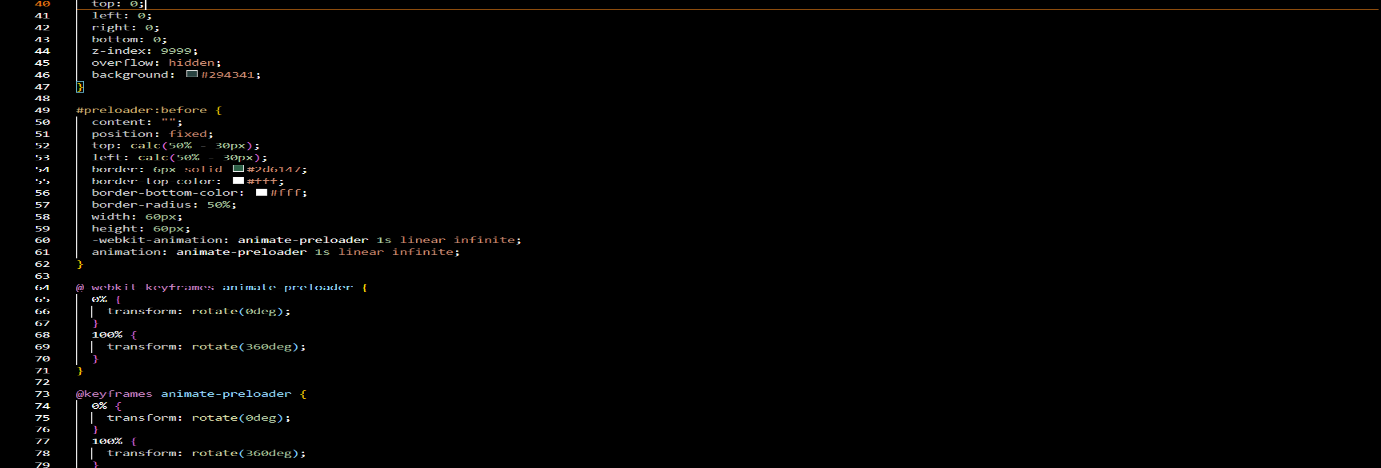 40 top: 0;
41 left: 0;
42 right: 0;
43 bottom: 0;
44 z-index: 9999;
45 overflow: hidden;
46 background: #294341;
47 }
48
49 #preloader:before {
50 content: "";
51 position: fixed;
52 top: calc(50% - 30px);
53 left: calc(50% - 30px);
54 border: 6px solid #2d6147;
55 border-top-color: #fff;
56 border-bottom-color: #fff;
57 border-radius: 50%;
58 width: 60px;
59 height: 60px;
60 -webkit-animation: animate-preloader 1s linear infinite;
61 animation: animate-preloader 1s linear infinite;
62 }
63
64 @-webkit-keyframes animate-preloader {
65 0% {
66 transform: rotate(0deg);
67 }
68 100% {
69 transform: rotate(360deg);
70 }
71 }
72
73 @keyframes animate-preloader {
74 0% {
75 transform: rotate(0deg);
76 }
77 100% {
78 transform: rotate(360deg);
79 }